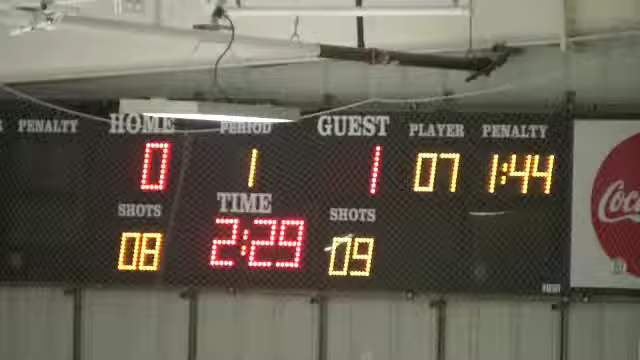 PENALTY HOME PERIOD GUEST PLAYER PENALTY
0 1 1 07 1:44
SHOTS TIME SHOTS
08 2:29 09
Coca